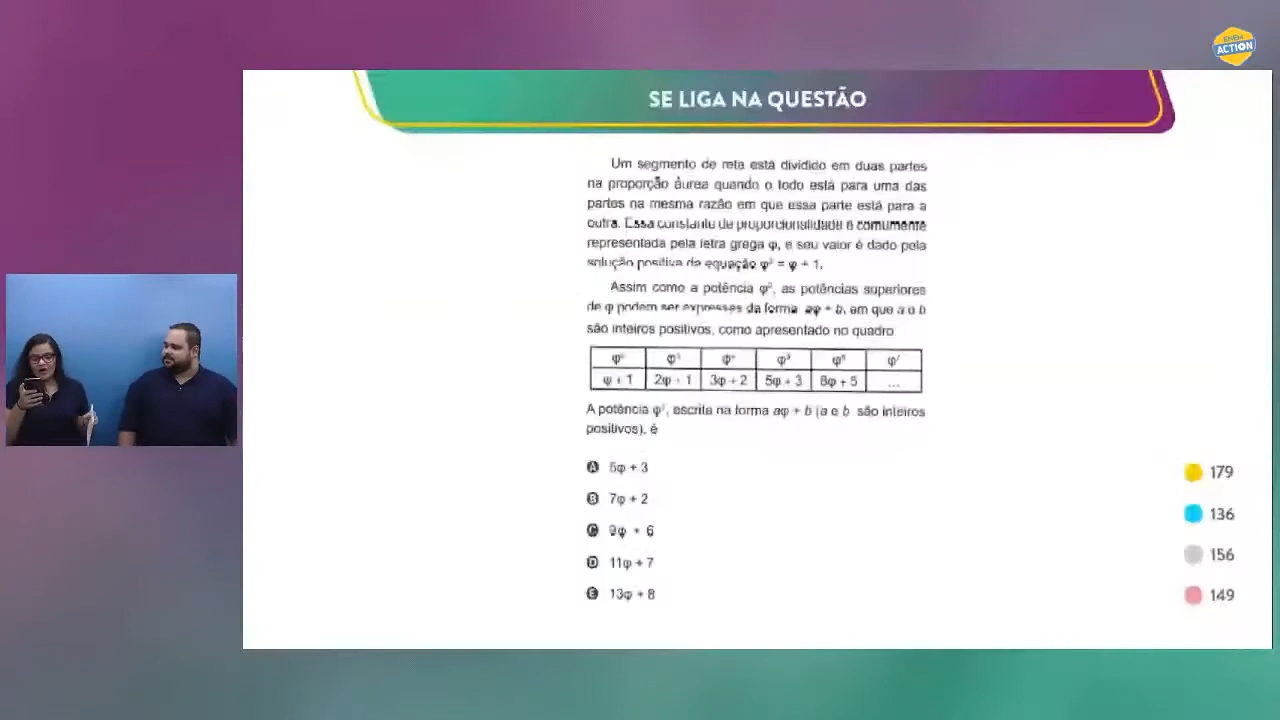 ENEM
ACTION
SE LIGA NA QUESTÃO
Um segmento de reta está dividido em duas partes
na proporção áurea quando o todo está para uma das
partes na mesma razão em que essa parte está para a
outra. Essa constante de proporcionalidade é comumente
representada pela letra grega φ, e seu valor é dado pela
solução positiva da equação φ² = φ + 1.
Assim como a potência φ², as potências superiores
de φ podem ser expressas da forma aφ + b, em que a e b
são inteiros positivos, como apresentado no quadro
φ² φ³ φ⁴ φ⁵ φ⁶ φ⁷
φ + 1 2φ + 1 3φ + 2 5φ + 3 8φ + 5 ...
A potência φ⁷, escrita na forma aφ + b (a e b são inteiros
positivos), é
A 5φ + 3
B 7φ + 2
C 9φ + 6
D 11φ + 7
E 13φ + 8
179
136
156
149